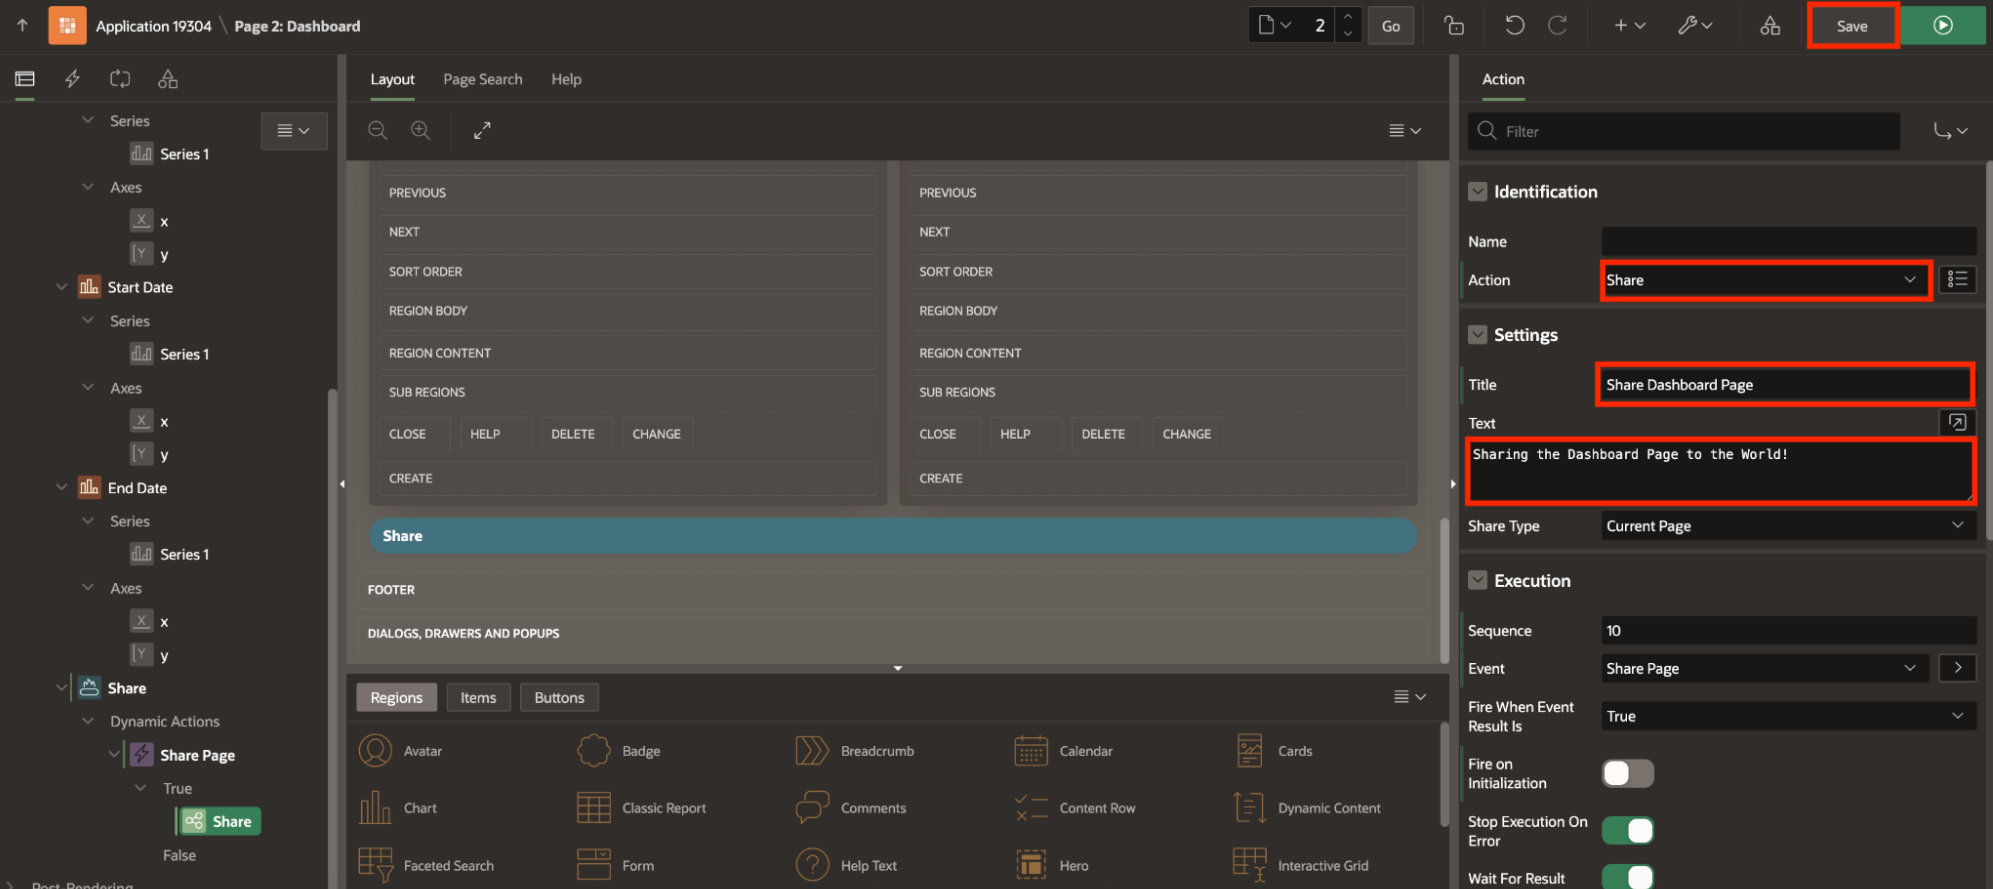 Application 19304 \ Page 2: Dashboard
2
Go
Save
Series
Series 1
Axes
X x
Y y
Start Date
Series
Series 1
Axes
X x
Y y
End Date
Series
Series 1
Axes
X x
Y y
Share
Dynamic Actions
Share Page
True
Share
False
Post-Rendering
Layout Page Search Help
PREVIOUS
NEXT
SORT ORDER
REGION BODY
REGION CONTENT
SUB REGIONS
CLOSE HELP DELETE CHANGE
CREATE
PREVIOUS
NEXT
SORT ORDER
REGION BODY
REGION CONTENT
SUB REGIONS
CLOSE HELP DELETE CHANGE
CREATE
Share
FOOTER
DIALOGS, DRAWERS AND POPUPS
Regions Items Buttons
Avatar Badge Breadcrumb Calendar Cards
Chart Classic Report Comments Content Row Dynamic Content
Faceted Search Form Help Text Hero Interactive Grid
Action
Filter
Identification
Name
Action Share
Settings
Title Share Dashboard Page
Text
Sharing the Dashboard Page to the World!
Share Type Current Page
Execution
Sequence 10
Event Share Page
Fire When Event
Result Is True
Fire on
Initialization
Stop Execution On
Error
Wait For Result